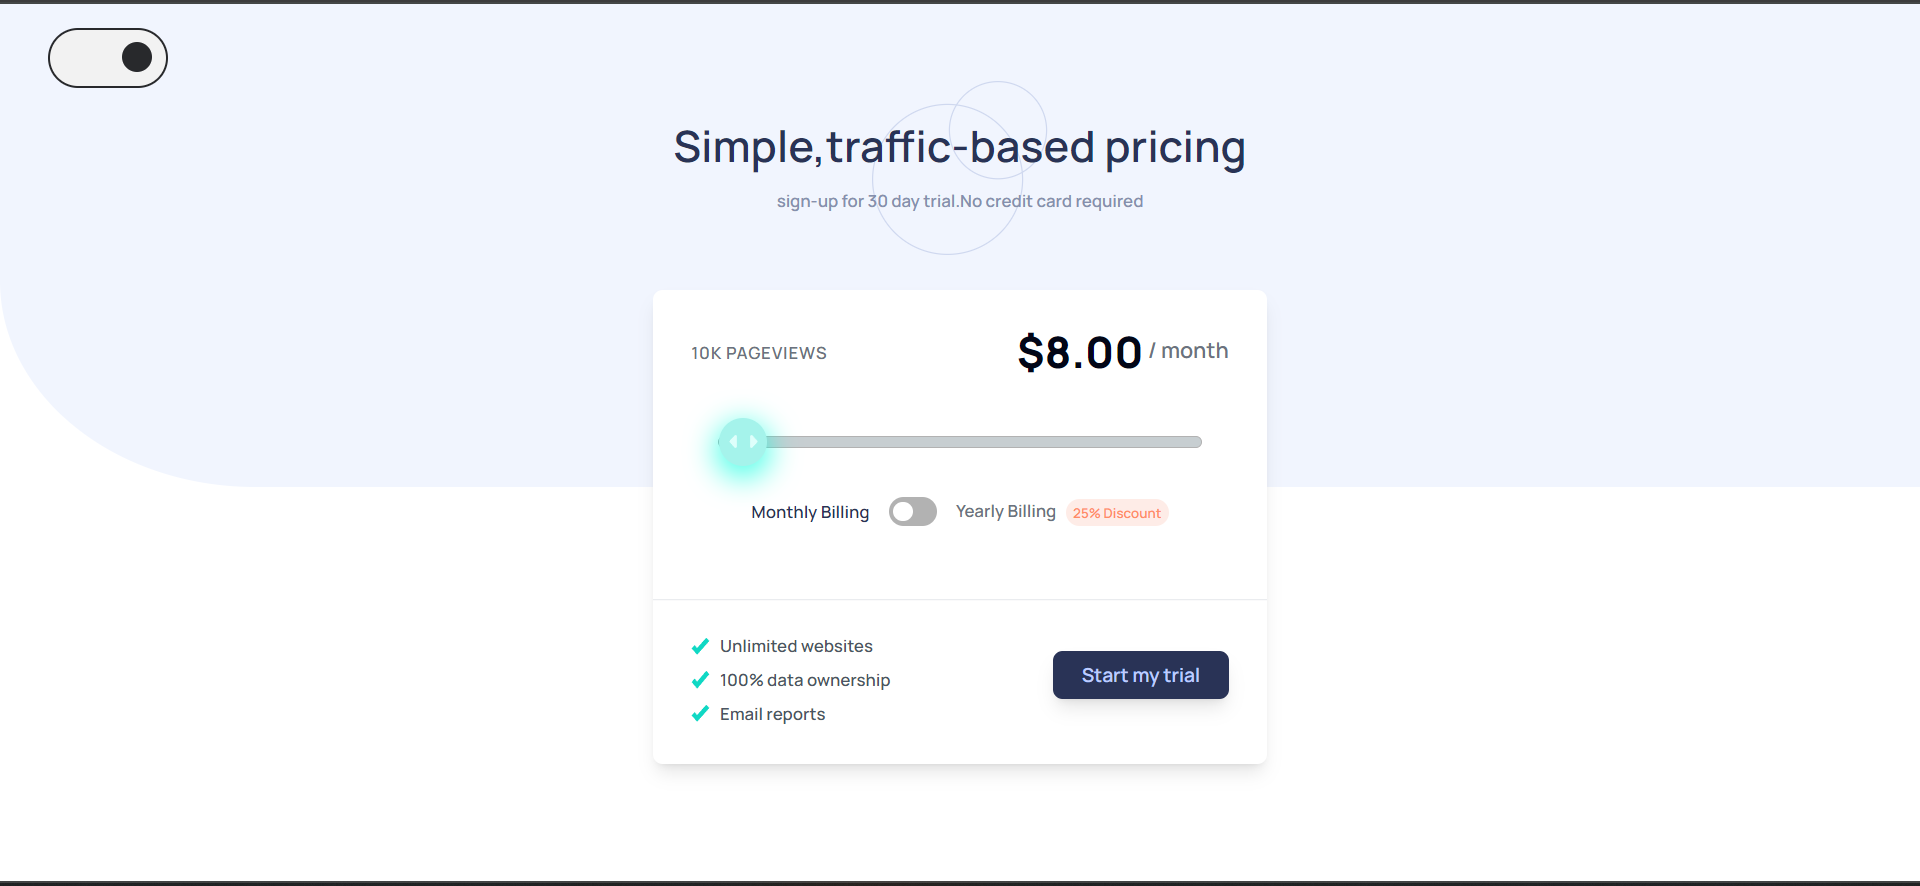 Simple,traffic-based pricing
sign-up for 30 day trial.No credit card required
10K PAGEVIEWS
$8.00 / month
Monthly Billing
Yearly Billing
25% Discount
Unlimited websites
100% data ownership
Email reports
Start my trial